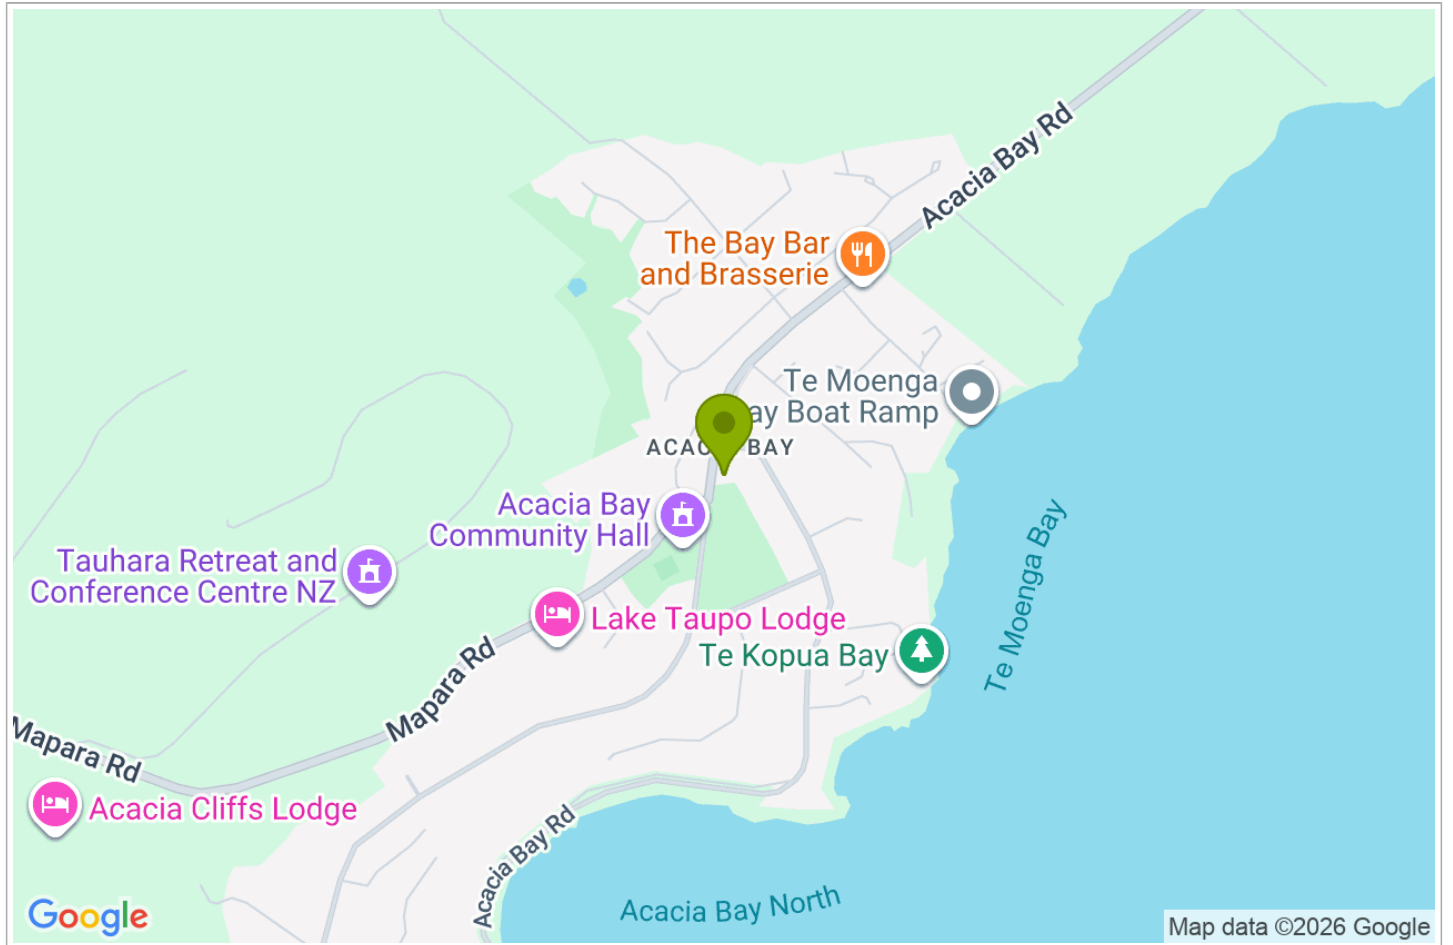 Acacia Bay Rd
The Bay Bar
and Brasserie
Te Moenga
ay Boat Ramp
ACAC BAY
Acacia Bay
Community Hall
Te Moenga Bay
Tauhara Retreat and
Conference Centre NZ
Lake Taupo Lodge
Te Kopua Bay
Mapara Rd
Mapara Rd
Acacia Cliffs Lodge
Acacia Bay Rd
Acacia Bay North
Google
Map data ©2026 Google